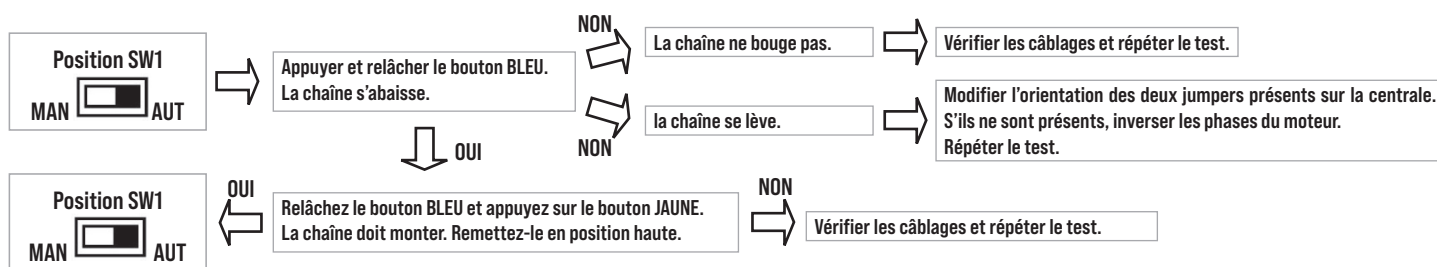 Position SW1
MAN
AUT
Appuyer et relâcher le bouton BLEU.
La chaîne s'abaisse.
NON
La chaîne ne bouge pas.
Vérifier les câblages et répéter le test.
NON
la chaîne se lève.
Modifier l'orientation des deux jumpers présents sur la centrale.
S'ils ne sont présents, inverser les phases du moteur.
Répéter le test.
OUI
Relâchez le bouton BLEU et appuyez sur le bouton JAUNE.
La chaîne doit monter. Remettez-le en position haute.
NON
Vérifier les câblages et répéter le test.
OUI
Position SW1
MAN
AUT